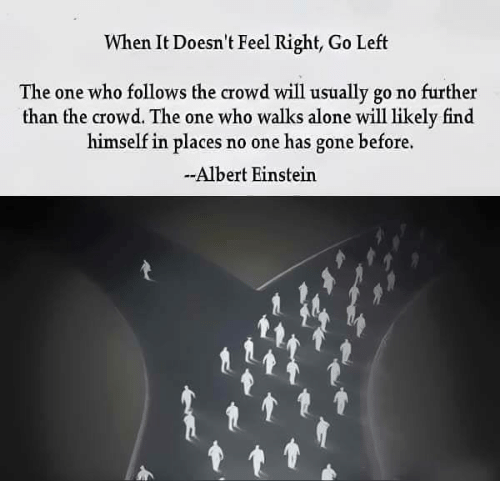 When It Doesn't Feel Right, Go Left
The one who follows the crowd will usually go no further
than the crowd. The one who walks alone will likely find
himself in places no one has gone before.
--Albert Einstein